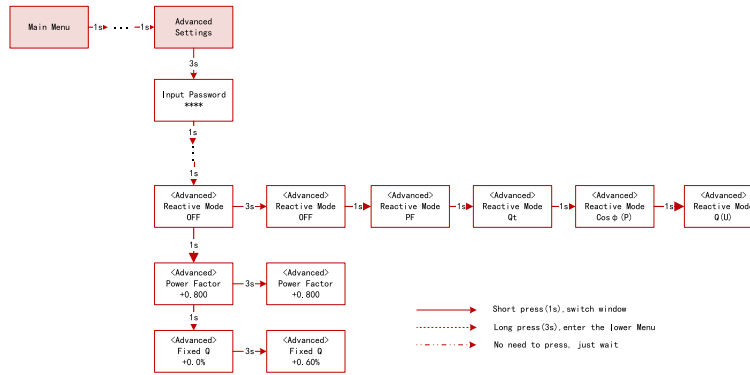 Main Menu
1s
1s
Advanced
Settings
3s
Input Password
****
1s
1s
<Advanced>
Reactive Mode
OFF
3s
<Advanced>
Reactive Mode
OFF
1s
<Advanced>
Reactive Mode
PF
1s
<Advanced>
Reactive Mode
Qt
1s
<Advanced>
Reactive Mode
Cosφ(P)
1s
<Advanced>
Reactive Mode
Q(U)
1s
<Advanced>
Power Factor
+0.800
3s
<Advanced>
Power Factor
+0.800
1s
<Advanced>
Fixed Q
+0.0%
3s
<Advanced>
Fixed Q
+0.60%
Short press(1s),switch window
Long press(3s),enter the lower Menu
No need to press, just wait